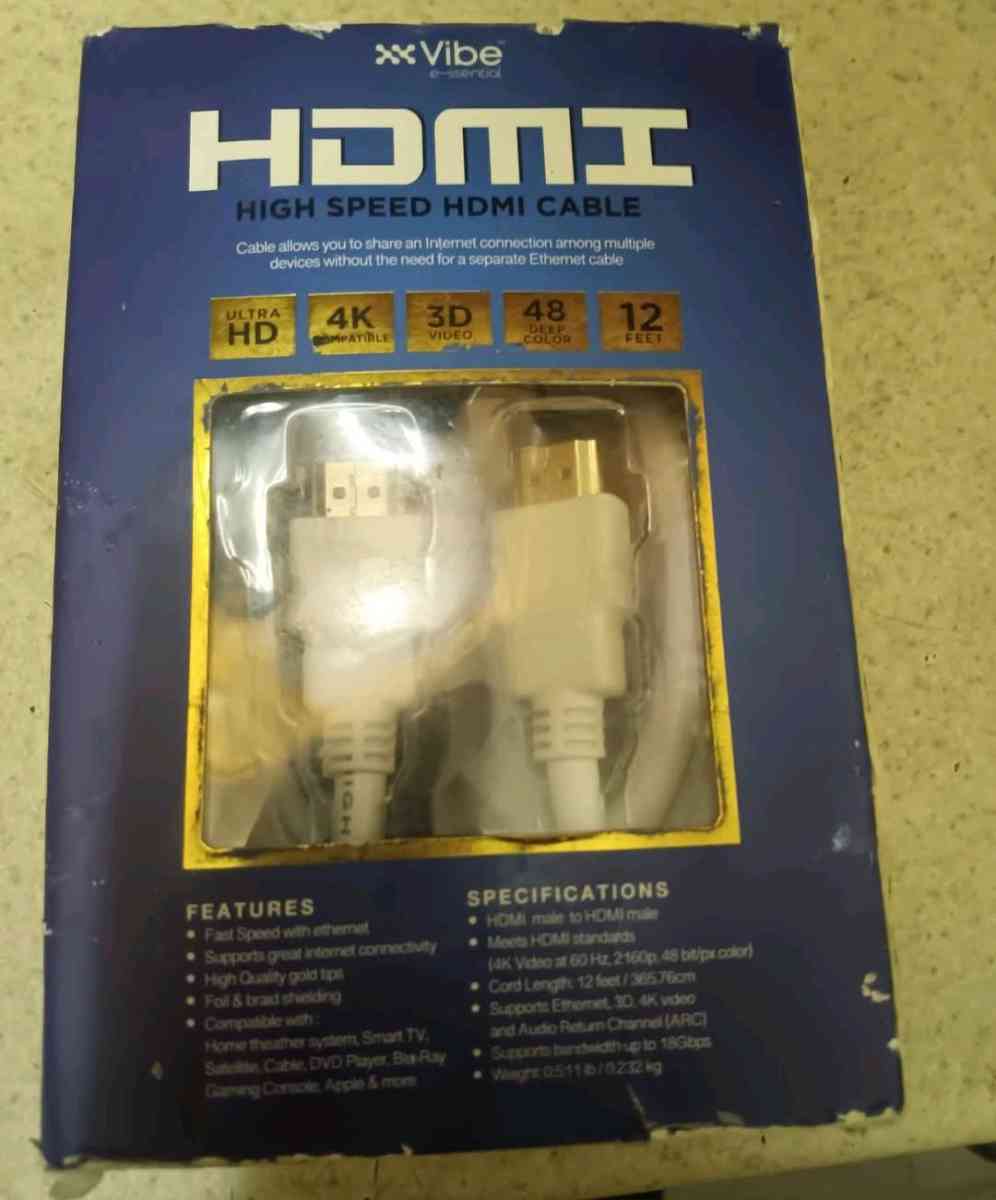 Vibe™
e-ssential
HDMI
HIGH SPEED HDMI CABLE
Cable allows you to share an Internet connection among multiple
devices without the need for a separate Ethernet cable
ULTRA
HD
4K
COMPATIBLE
3D
VIDEO
48
DEEP
COLOR
12
FEET
HIGH
FEATURES
• Fast Speed with ethernet
• Supports great internet connectivity
• High Quality gold tips
• Foil & braid shielding
• Compatible with :
Home theather system, Smart TV,
Satellite, Cable, DVD Player, Blu-Ray
Gaming Console, Apple & more
SPECIFICATIONS
• HDMI male to HDMI male
• Meets HDMI standards
(4K Video at 60 Hz, 2160p, 48 bit/px color)
• Cord Length: 12 feet / 365.76cm
• Supports Ethernet, 3D, 4K video
and Audio Return Channel (ARC)
• Supports bandwidth up to 18Gbps
• Weight: 0.511 lb / 0.232 kg